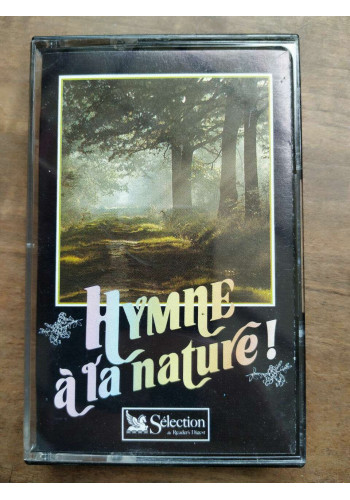 HYMNE
à la nature !
Sélection
du Reader's Digest